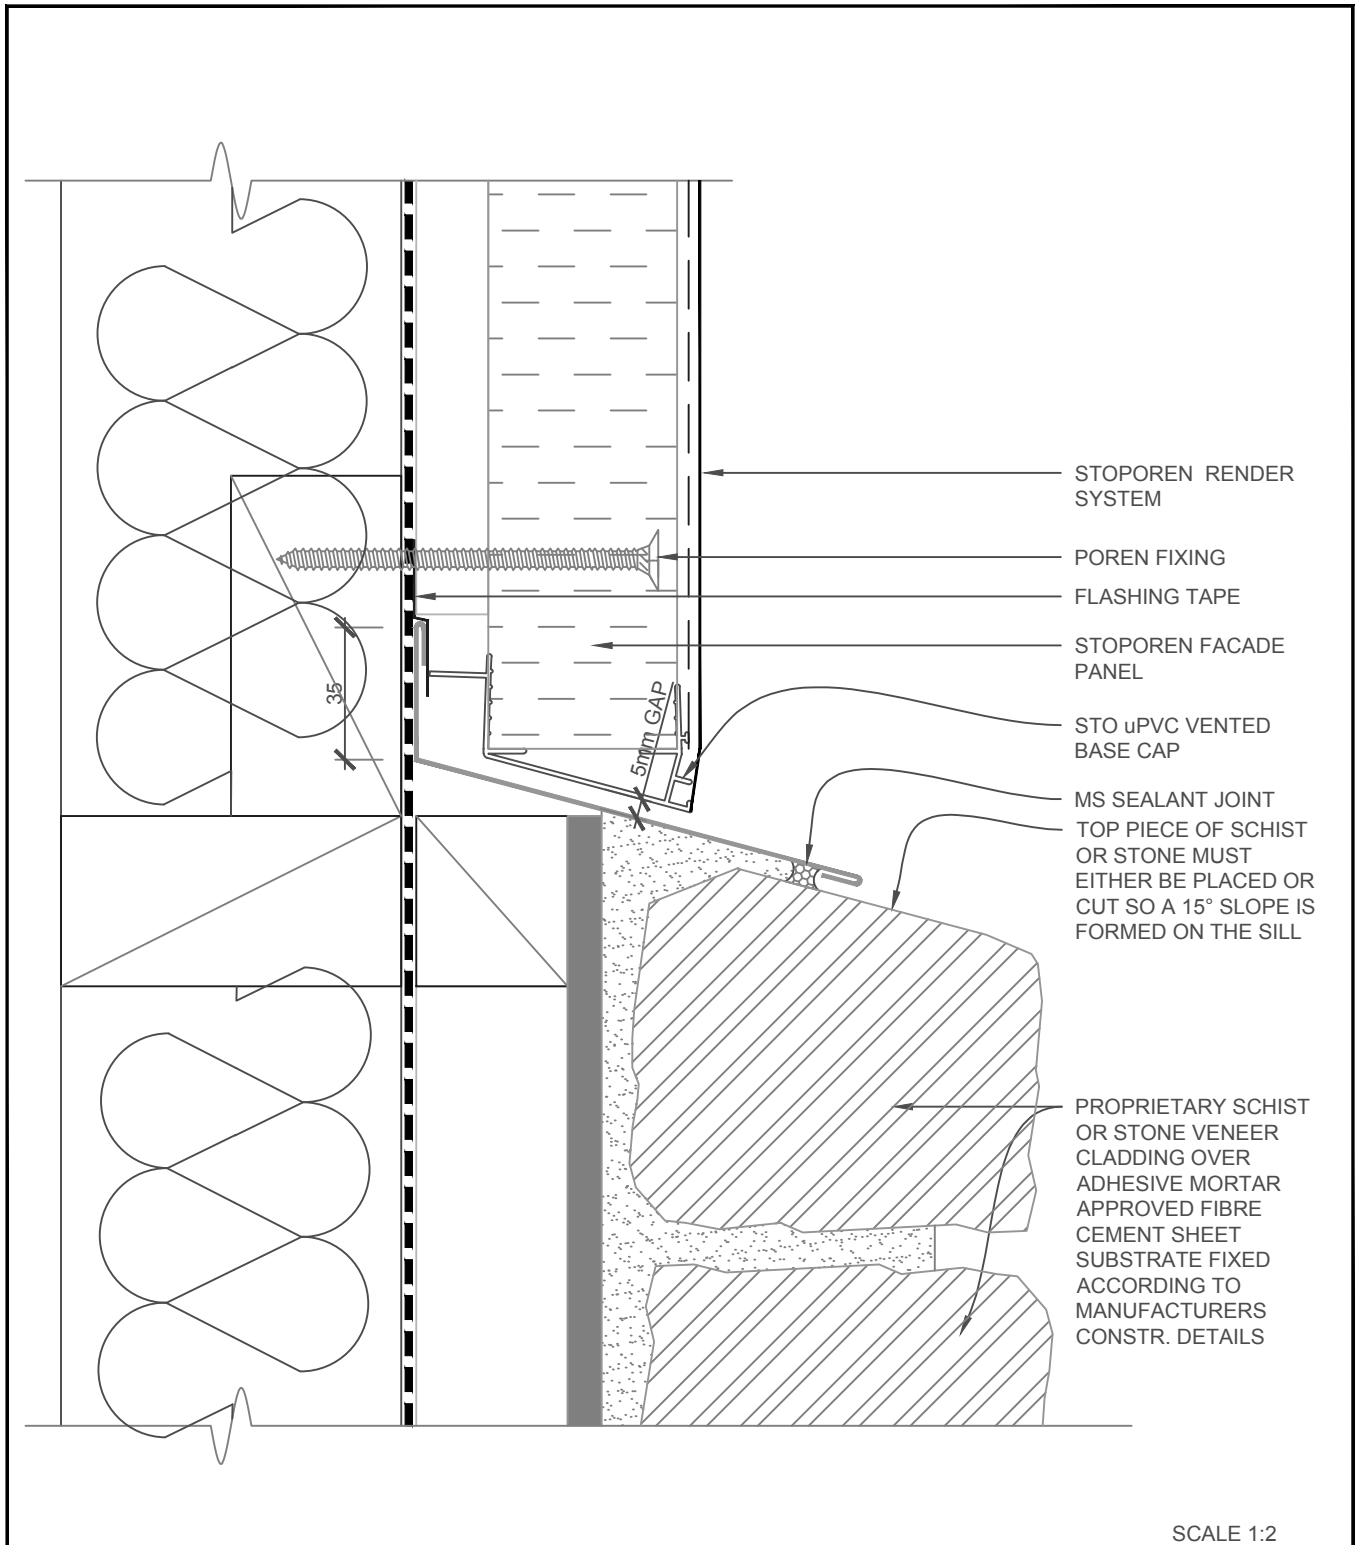 STOPOREN RENDER
SYSTEM
POREN FIXING
FLASHING TAPE
STOPOREN FACADE
PANEL
35
5mm GAP
STO uPVC VENTED
BASE CAP
MS SEALANT JOINT
TOP PIECE OF SCHIST
OR STONE MUST
EITHER BE PLACED OR
CUT SO A 15° SLOPE IS
FORMED ON THE SILL
PROPRIETARY SCHIST
OR STONE VENEER
CLADDING OVER
ADHESIVE MORTAR
APPROVED FIBRE
CEMENT SHEET
SUBSTRATE FIXED
ACCORDING TO
MANUFACTURERS
CONSTR. DETAILS
SCALE 1:2